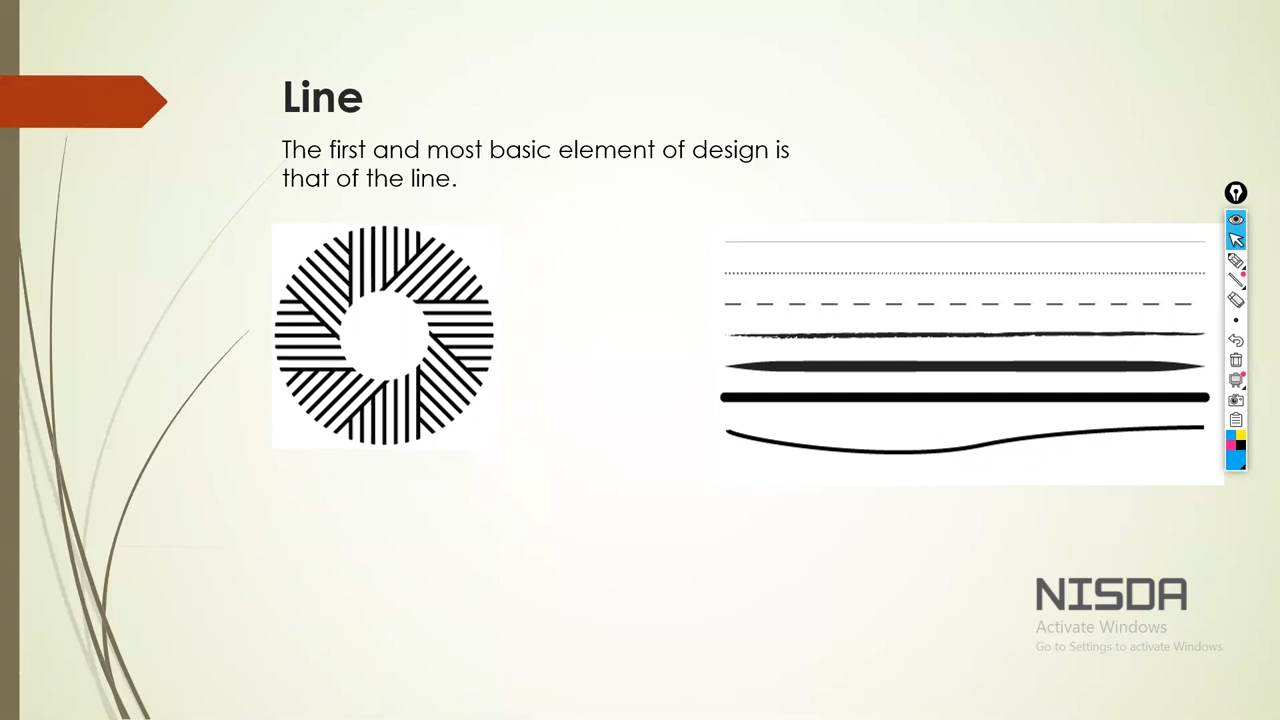 Line
The first and most basic element of design is
that of the line.
NISDA
Activate Windows
Go to Settings to activate Windows.